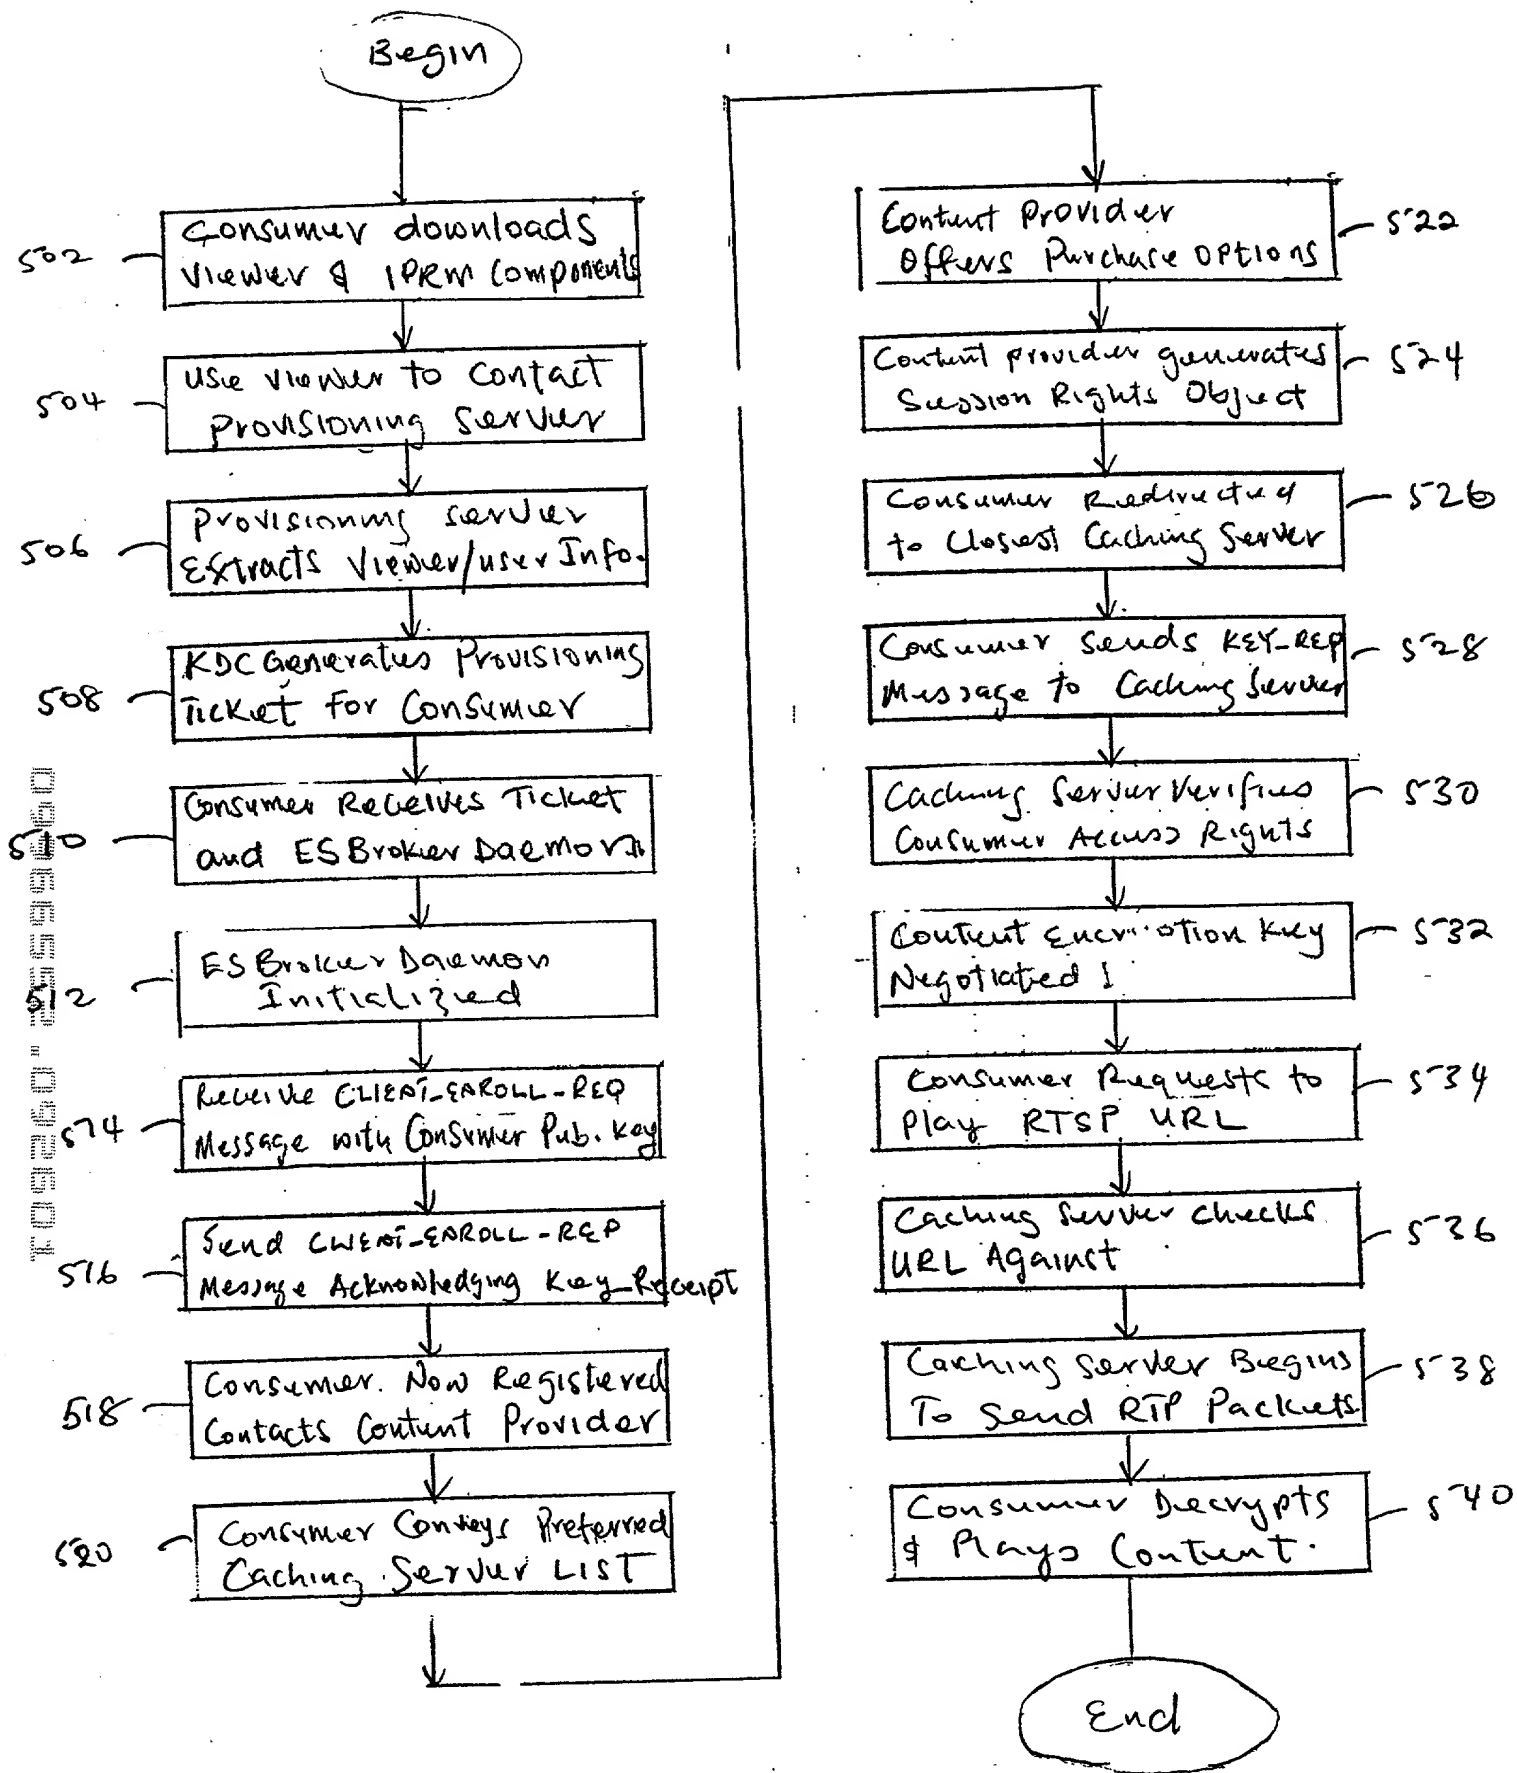 Begin
502
Consumer downloads
Viewer & IPRM Components
504
Use viewer to contact
Provisioning Server
506
Provisioning server
Extracts Viewer/user Info.
508
KDC Generates Provisioning
Ticket For Consumer
510
Consumer Receives Ticket
and ESBroker Daemon
512
ESBroker Daemon
Initialized
514
Receive CLIENT_ENROLL-REQ
Message with Consumer Pub. Key
516
Send CLIENT_ENROLL-REP
Message Acknowledging Key_Receipt
518
Consumer. Now Registered
Contacts Content Provider
520
Consumer Conveys Preferred
Caching Server LIST
Content Provider
Offers Purchase Options
522
Content provider generates
Session Rights Object
524
Consumer Redirected
to Closest Caching Server
526
Consumer Sends KEY_REP
Message to Caching Server
528
Caching Server Verifies
Consumer Access Rights
530
Content Encryption Key
Negotiated
532
Consumer Requests to
Play RTSP URL
534
Caching Server checks
URL Against
536
Caching Server Begins
To Send RTP Packets
538
Consumer Decrypts
& Plays Content.
540
End